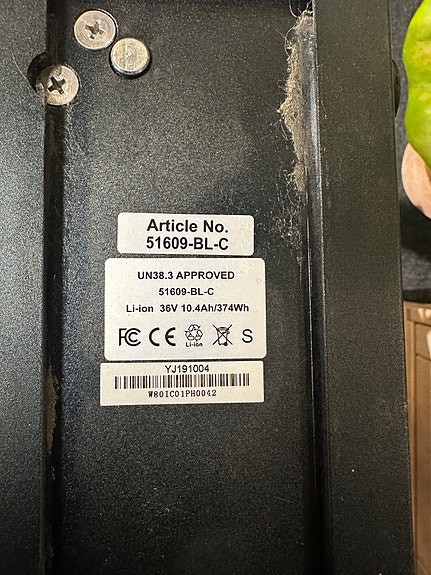 Article No.
51609-BL-C
UN38.3 APPROVED
51609-BL-C
Li-ion 36V 10.4Ah/374Wh
FC CE Li-ion S
YJ191004
W80IC01PH0042